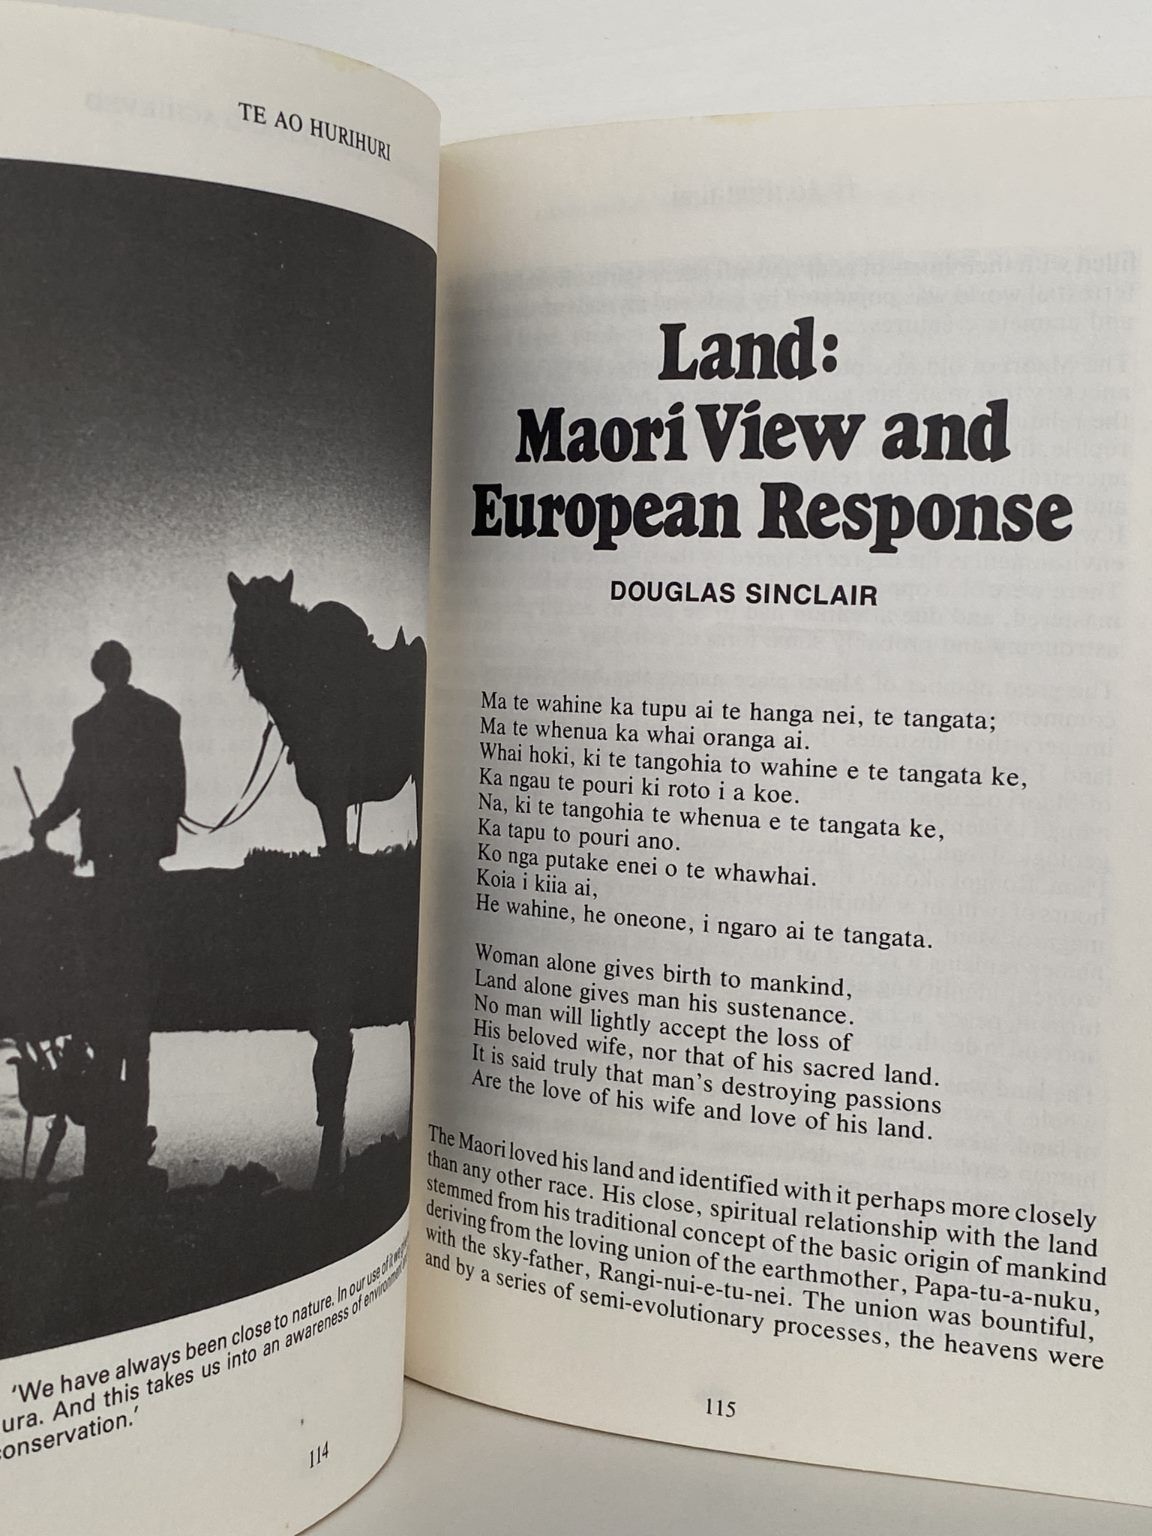 TE AO HURIHURI
'We have always been close to nature. In our use of it we
ura. And this takes us into an awareness of environment
conservation.'
114
Land:
Maori View and
European Response
DOUGLAS SINCLAIR
Ma te wahine ka tupu ai te hanga nei, te tangata;
Ma te whenua ka whai oranga ai.
Whai hoki, ki te tangohia to wahine e te tangata ke,
Ka ngau te pouri ki roto i a koe.
Na, ki te tangohia te whenua e te tangata ke,
Ka tapu to pouri ano.
Ko nga putake enei o te whawhai.
Koia i kiia ai,
He wahine, he oneone, i ngaro ai te tangata.
Woman alone gives birth to mankind,
Land alone gives man his sustenance.
No man will lightly accept the loss of
His beloved wife, nor that of his sacred land.
It is said truly that man's destroying passions
Are the love of his wife and love of his land.
The Maori loved his land and identified with it perhaps more closely
than any other race. His close, spiritual relationship with the land
stemmed from his traditional concept of the basic origin of mankind
deriving from the loving union of the earthmother, Papa-tu-a-nuku,
with the sky-father, Rangi-nui-e-tu-nei. The union was bountiful,
and by a series of semi-evolutionary processes, the heavens were
115